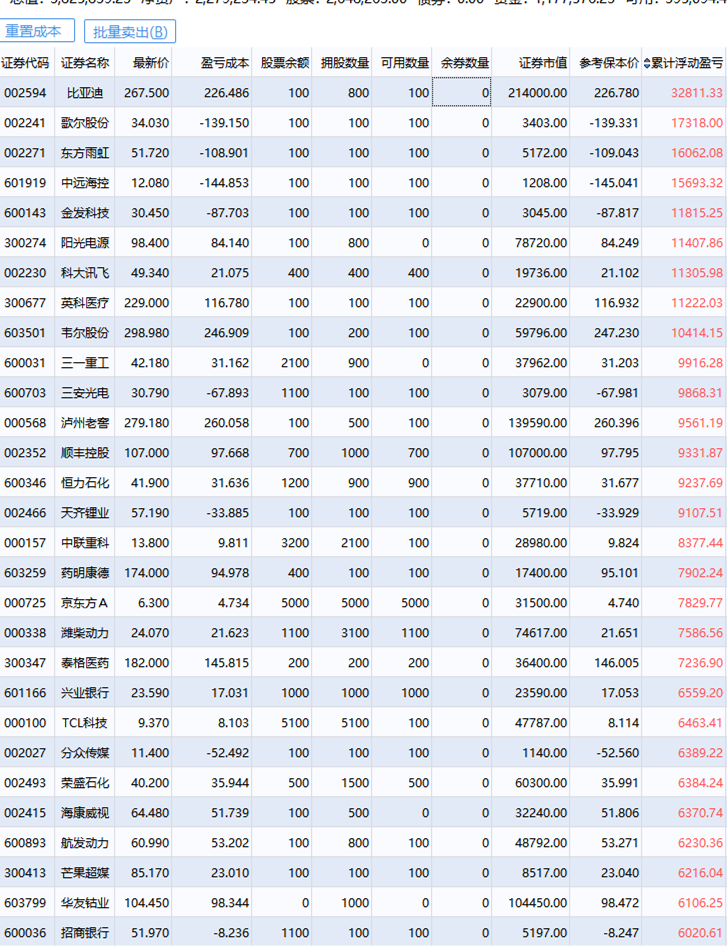 重置成本 批量卖出(B)
证券代码 证券名称 最新价 盈亏成本 股票余额 拥股数量 可用数量 余券数量 证券市值 参考保本价 累计浮动盈亏
002594 比亚迪 267.500 226.486 100 800 100 0 214000.00 226.780 32811.33
002241 歌尔股份 34.030 -139.150 100 100 100 0 3403.00 -139.331 17318.00
002271 东方雨虹 51.720 -108.901 100 100 100 0 5172.00 -109.043 16062.08
601919 中远海控 12.080 -144.853 100 100 100 0 1208.00 -145.041 15693.32
600143 金发科技 30.450 -87.703 100 100 100 0 3045.00 -87.817 11815.25
300274 阳光电源 98.400 84.140 100 800 0 0 78720.00 84.249 11407.86
002230 科大讯飞 49.340 21.075 400 400 400 0 19736.00 21.102 11305.98
300677 英科医疗 229.000 116.780 100 100 100 0 22900.00 116.932 11222.03
603501 韦尔股份 298.980 246.909 100 200 100 0 59796.00 247.230 10414.15
600031 三一重工 42.180 31.162 2100 900 0 0 37962.00 31.203 9916.28
600703 三安光电 30.790 -67.893 1100 100 100 0 3079.00 -67.981 9868.31
000568 泸州老窖 279.180 260.058 100 500 100 0 139590.00 260.396 9561.19
002352 顺丰控股 107.000 97.668 700 1000 700 0 107000.00 97.795 9331.87
600346 恒力石化 41.900 31.636 1200 900 900 0 37710.00 31.677 9237.69
002466 天齐锂业 57.190 -33.885 100 100 100 0 5719.00 -33.929 9107.51
000157 中联重科 13.800 9.811 3200 2100 100 0 28980.00 9.824 8377.44
603259 药明康德 174.000 94.978 400 100 100 0 17400.00 95.101 7902.24
000725 京东方A 6.300 4.734 5000 5000 5000 0 31500.00 4.740 7829.77
000338 潍柴动力 24.070 21.623 1100 3100 1100 0 74617.00 21.651 7586.56
300347 泰格医药 182.000 145.815 200 200 200 0 36400.00 146.005 7236.90
601166 兴业银行 23.590 17.031 1000 1000 1000 0 23590.00 17.053 6559.20
000100 TCL科技 9.370 8.103 5100 5100 100 0 47787.00 8.114 6463.41
002027 分众传媒 11.400 -52.492 100 100 100 0 1140.00 -52.560 6389.22
002493 荣盛石化 40.200 35.944 500 1500 500 0 60300.00 35.991 6384.24
002415 海康威视 64.480 51.739 100 500 0 0 32240.00 51.806 6370.74
600893 航发动力 60.990 53.202 100 800 100 0 48792.00 53.271 6230.36
300413 芒果超媒 85.170 23.010 100 100 100 0 8517.00 23.040 6216.04
603799 华友钴业 104.450 98.344 0 1000 0 0 104450.00 98.472 6106.25
600036 招商银行 51.970 -8.236 1100 100 100 0 5197.00 -8.247 6020.61